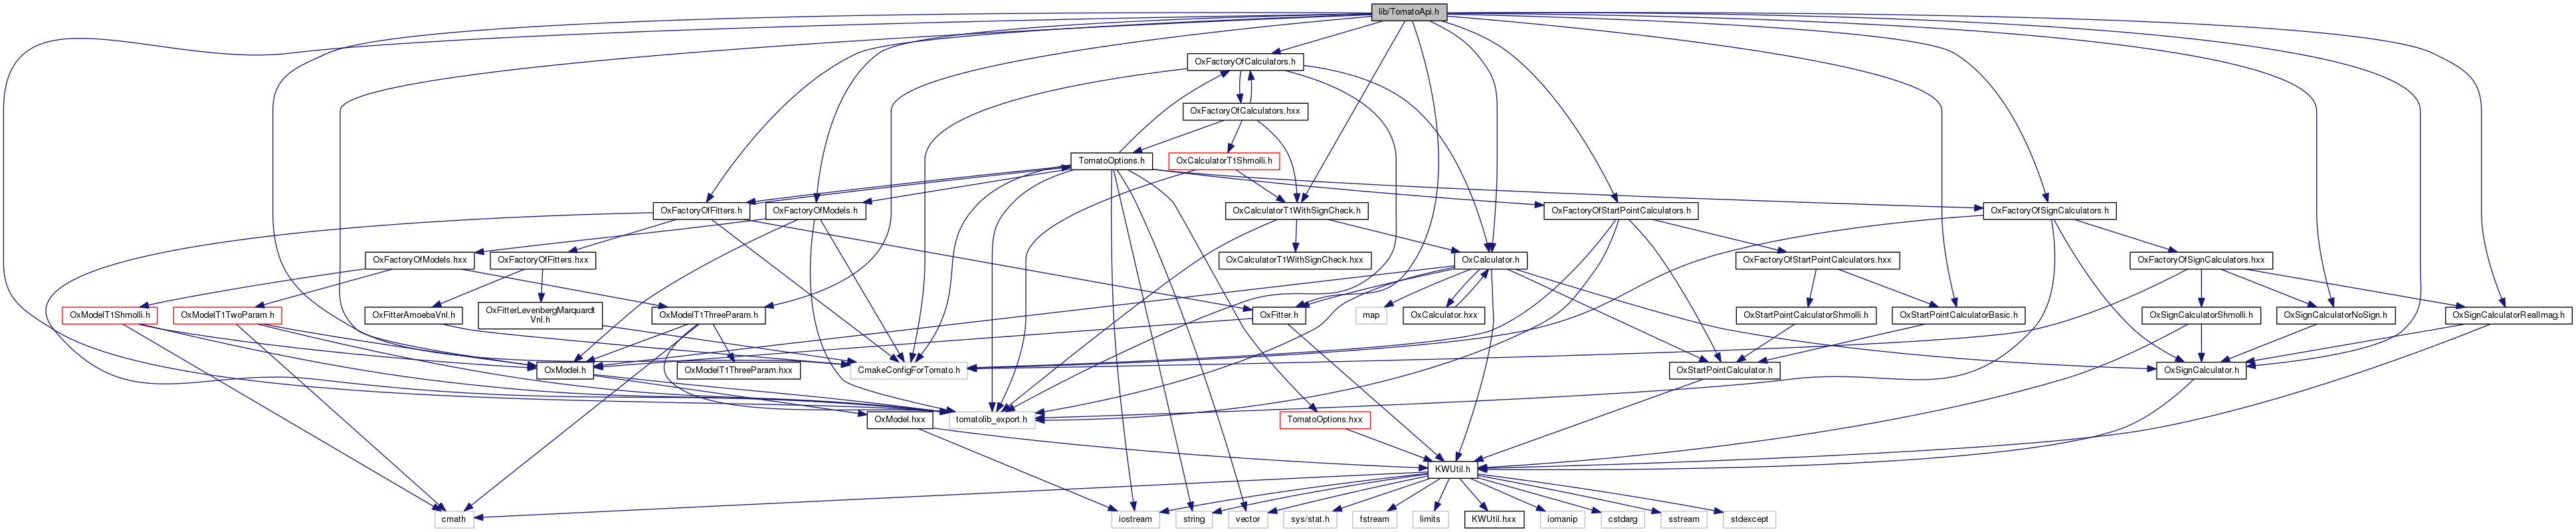 lib/TomatoApi.h
OxFactoryOfCalculators.h
OxFactoryOfCalculators.hxx
TomatoOptions.h
OxCalculatorT1Shmolli.h
OxFactoryOfFitters.h
OxFactoryOfModels.h
OxCalculatorT1WithSignCheck.h
OxFactoryOfStartPointCalculators.h
OxFactoryOfSignCalculators.h
OxFactoryOfModels.hxx
OxFactoryOfFitters.hxx
OxCalculatorT1WithSignCheck.hxx
OxCalculator.h
OxFactoryOfStartPointCalculators.hxx
OxFactoryOfSignCalculators.hxx
OxModelT1Shmolli.h
OxModelT1TwoParam.h
OxFitterAmoebaVnl.h
OxFitterLevenbergMarquardt
Vnl.h
OxModelT1ThreeParam.h
OxFitter.h
map
OxCalculator.hxx
OxStartPointCalculatorShmolli.h
OxStartPointCalculatorBasic.h
OxSignCalculatorShmolli.h
OxSignCalculatorNoSign.h
OxSignCalculatorRealImag.h
OxModel.h
OxModelT1ThreeParam.hxx
CmakeConfigForTomato.h
OxStartPointCalculator.h
OxSignCalculator.h
OxModel.hxx
tomatolib_export.h
TomatoOptions.hxx
KWUtil.h
cmath
iostream
string
vector
sys/stat.h
fstream
limits
KWUtil.hxx
iomanip
cstdarg
sstream
stdexcept